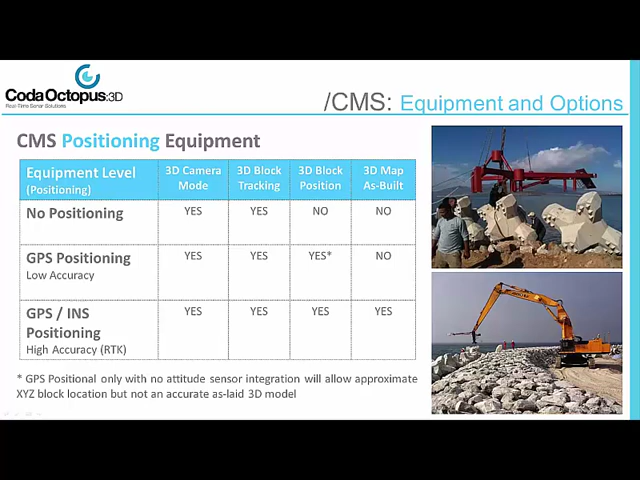 CodaOctopus:3D
Real-Time Sonar Solutions
/CMS: Equipment and Options
CMS Positioning Equipment
Equipment Level (Positioning) 3D Camera Mode 3D Block Tracking 3D Block Position 3D Map As-Built
No Positioning YES YES NO NO
GPS Positioning Low Accuracy YES YES YES* NO
GPS / INS Positioning High Accuracy (RTK) YES YES YES YES
* GPS Positional only with no attitude sensor integration will allow approximate
XYZ block location but not an accurate as-laid 3D model